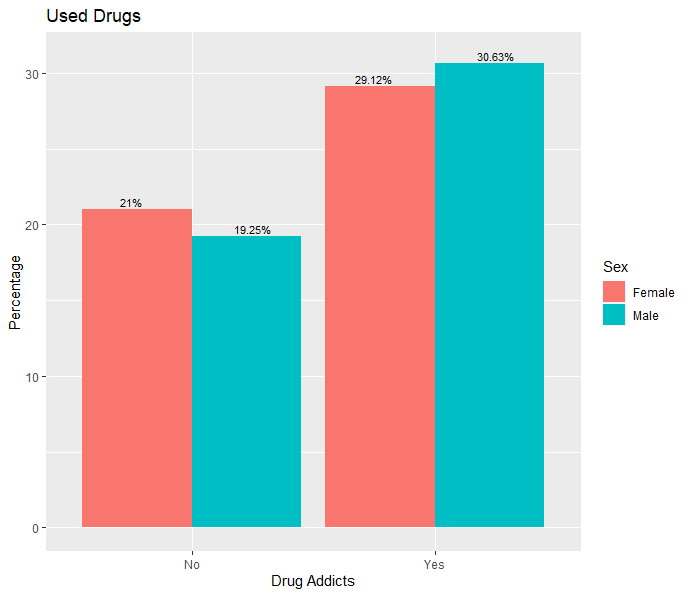 Used Drugs
30.63%
29.12%
30
21%
19.25%
20
10
0
Percentage
No
Yes
Drug Addicts
Sex
Female
Male